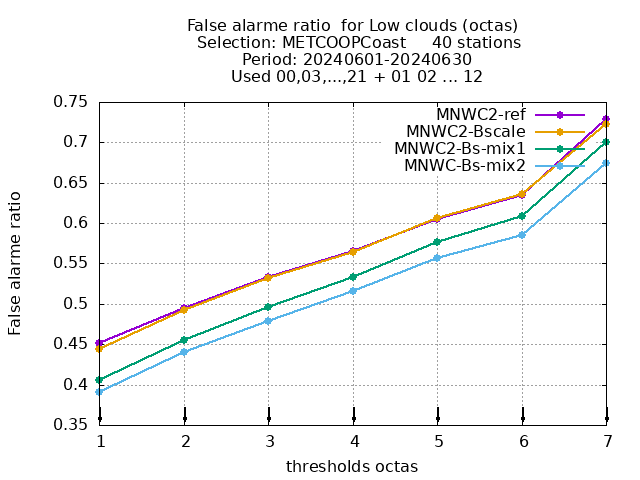 False alarme ratio  for Low clouds (octas)
Selection: METCOOPCoast     40 stations
Period: 20240601-20240630
Used 00,03,...,21 + 01 02 ... 12
MNWC2-ref
MNWC2-Bscale
MNWC2-Bs-mix1
MNWC-Bs-mix2
False alarme ratio
0.75
0.7
0.65
0.6
0.55
0.5
0.45
0.4
0.35
1 2 3 4 5 6 7
thresholds octas